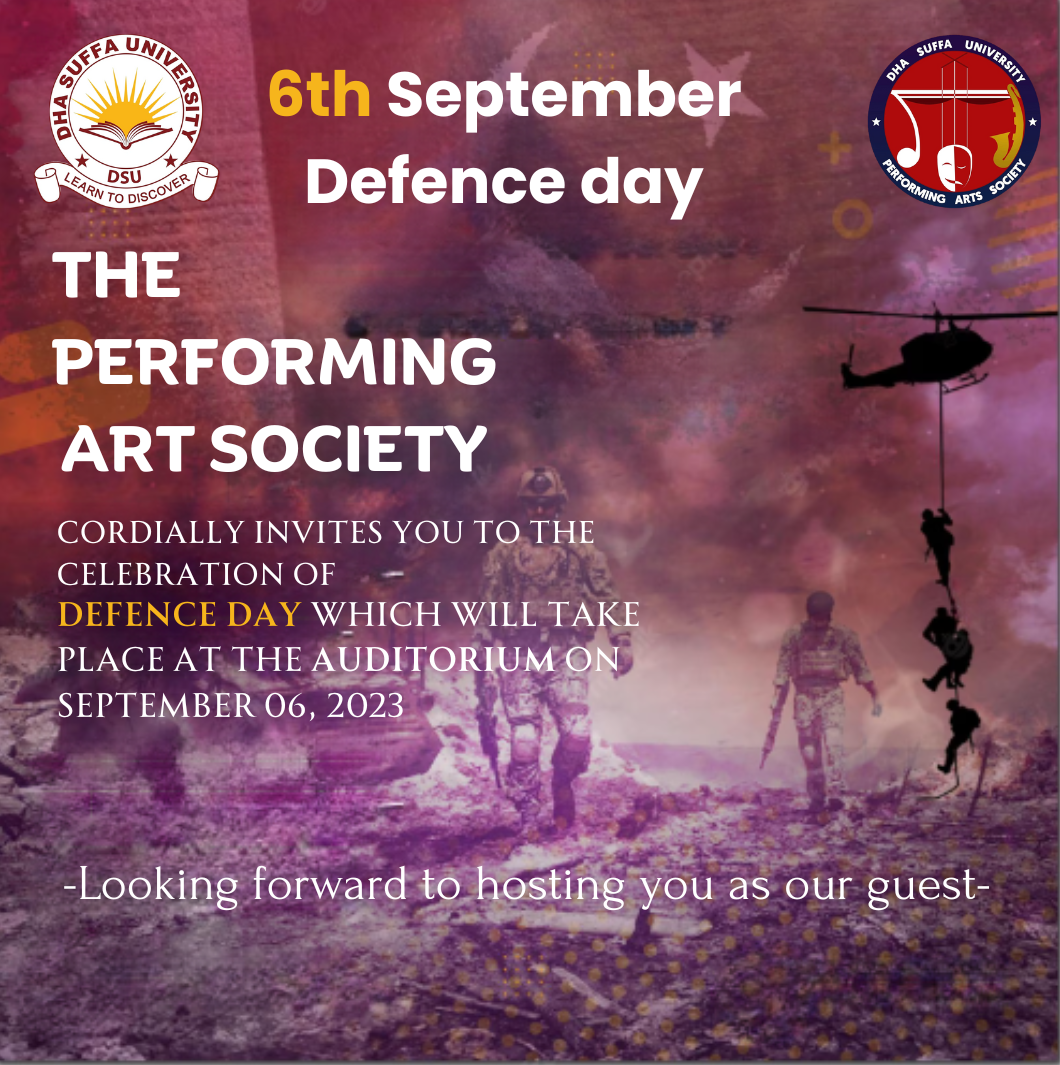 DHA SUFFA UNIVERSITY
DSU
LEARN TO DISCOVER
6th September
Defence day
DHA SUFFA UNIVERSITY
PERFORMING ARTS SOCIETY
THE
PERFORMING
ART SOCIETY
CORDIALLY INVITES YOU TO THE
CELEBRATION OF
DEFENCE DAY WHICH WILL TAKE
PLACE AT THE AUDITORIUM ON
SEPTEMBER 06, 2023
-Looking forward to hosting you as our guest-